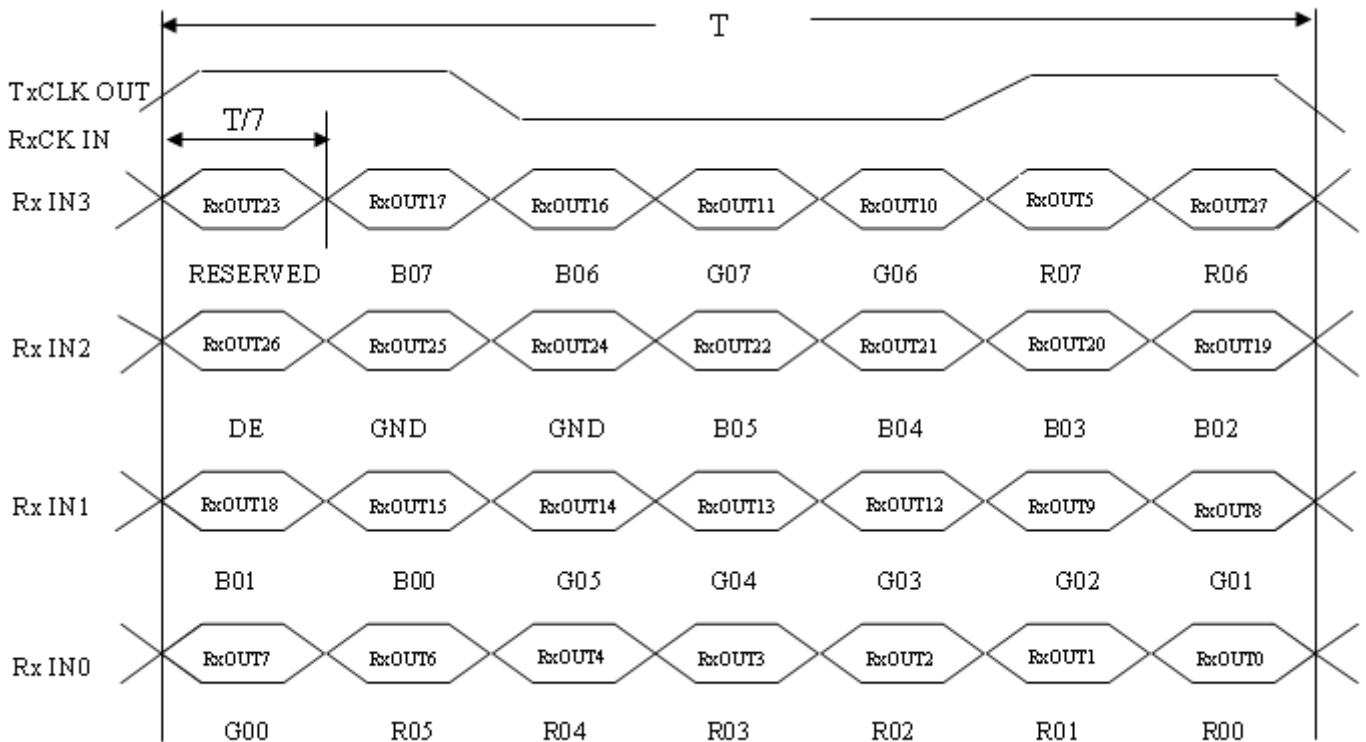 T
TxCLK OUT
T/7
RxCK IN
Rx IN3 RxOUT23 RxOUT17 RxOUT16 RxOUT11 RxOUT10 RxOUT5 RxOUT27
RESERVED B07 B06 G07 G06 R07 R06
Rx IN2 RxOUT26 RxOUT25 RxOUT24 RxOUT22 RxOUT21 RxOUT20 RxOUT19
DE GND GND B05 B04 B03 B02
Rx IN1 RxOUT18 RxOUT15 RxOUT14 RxOUT13 RxOUT12 RxOUT9 RxOUT8
B01 B00 G05 G04 G03 G02 G01
Rx IN0 RxOUT7 RxOUT6 RxOUT4 RxOUT3 RxOUT2 RxOUT1 RxOUT0
G00 R05 R04 R03 R02 R01 R00